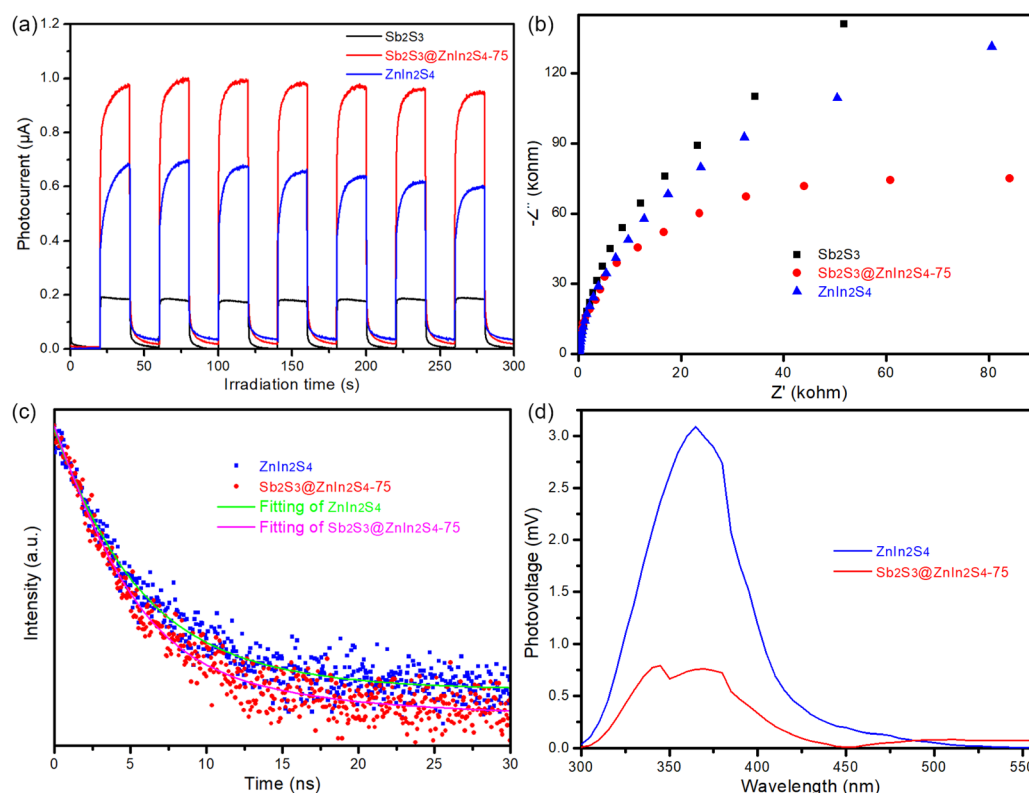 (a)
1.2
1.0
0.8
0.6
0.4
0.2
0.0
Photocurrent (μA)
Sb2S3
Sb2S3@ZnIn2S4-75
ZnIn2S4
0 50 100 150 200 250 300
Irradiation time (s)
(b)
120
90
60
30
0
-Z'' (kohm)
Sb2S3
Sb2S3@ZnIn2S4-75
ZnIn2S4
0 20 40 60 80
Z' (kohm)
(c)
Intensity (a.u.)
ZnIn2S4
Sb2S3@ZnIn2S4-75
Fitting of ZnIn2S4
Fitting of Sb2S3@ZnIn2S4-75
0 5 10 15 20 25 30
Time (ns)
(d)
3.0
2.5
2.0
1.5
1.0
0.5
0.0
Photovoltage (mV)
ZnIn2S4
Sb2S3@ZnIn2S4-75
300 350 400 450 500 550
Wavelength (nm)